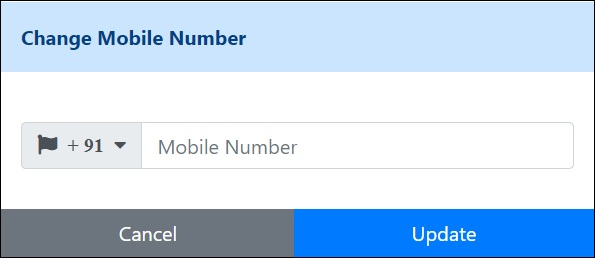 Change Mobile Number
+ 91 Mobile Number
Cancel Update